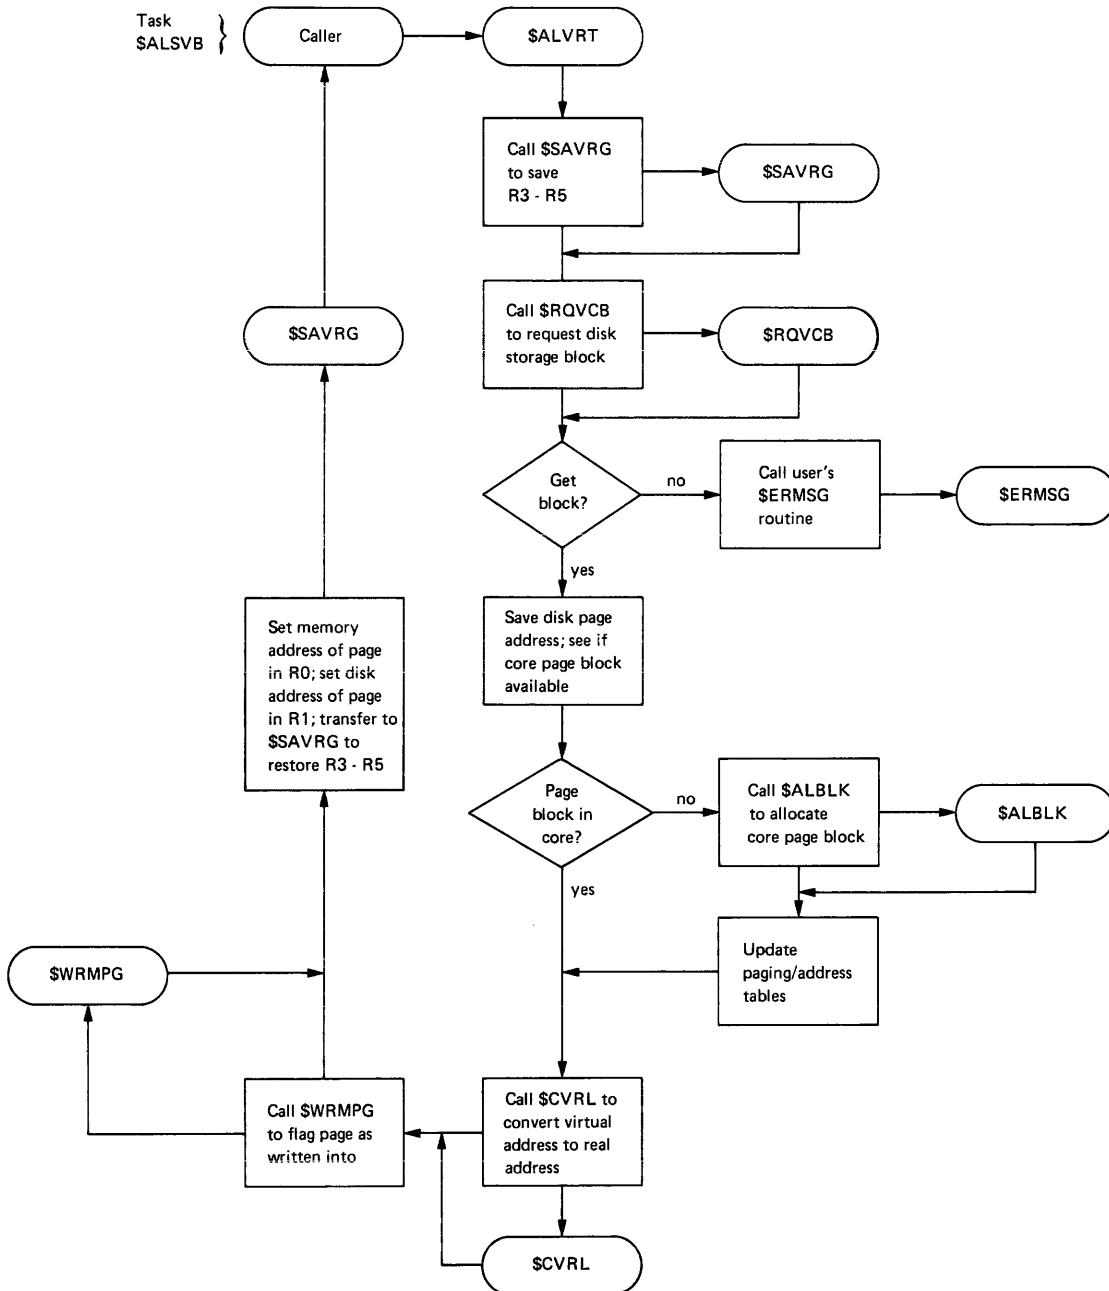 Task
$ALSVB }
Caller
$ALVRT
Call $SAVRG
to save
R3 - R5
$SAVRG
Call $RQVCB
to request disk
storage block
$RQVCB
$SAVRG
Get
block?
no
Call user's
$ERMSG
routine
$ERMSG
yes
Save disk page
address; see if
core page block
available
Set memory
address of page
in R0; set disk
address of page
in R1; transfer to
$SAVRG to
restore R3 - R5
Page
block in
core?
no
Call $ALBLK
to allocate
core page block
$ALBLK
yes
Update
paging/address
tables
$WRMPG
Call $WRMPG
to flag page as
written into
Call $CVRL to
convert virtual
address to real
address
$CVRL